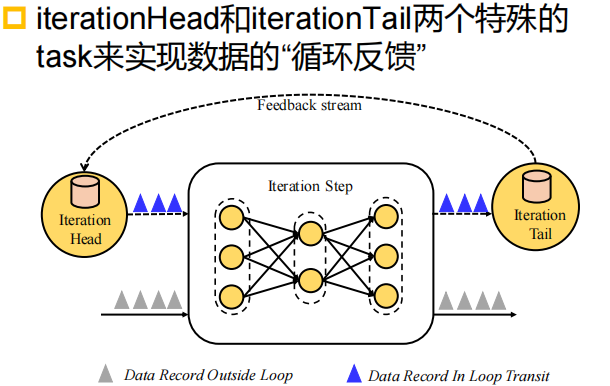 iterationHead和iterationTail两个特殊的
task来实现数据的“循环反馈”
Feedback stream
Iteration Step
Iteration
Head
Iteration
Tail
Data Record Outside Loop
Data Record In Loop Transit